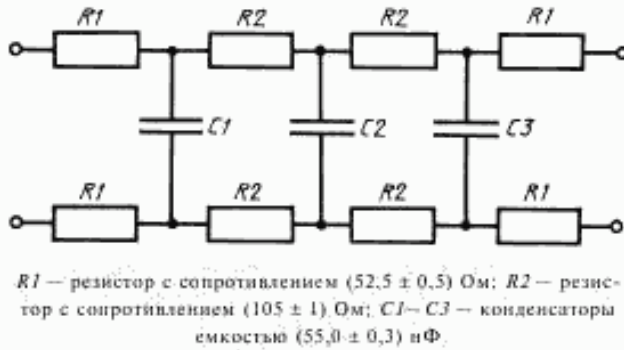 R1 R2 R2 R1
C1 C2 C3
R1 R2 R2 R1
R1 — резистор с сопротивлением (52,5 ± 0,5) Ом; R2 — резис-
тор с сопротивлением (105 ± 1) Ом; C1— C3 — конденсаторы
емкостью (55,0 ± 0,3) нФ